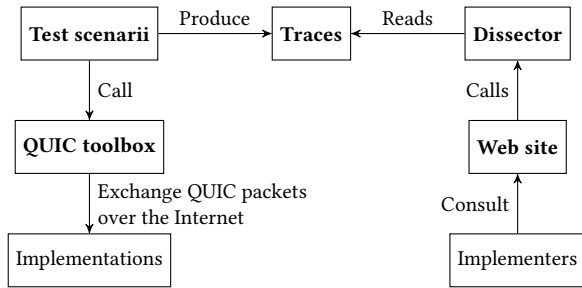 Produce
Reads
Test scenarii
Traces
Dissector
Call
Calls
QUIC toolbox
Web site
Exchange QUIC packets
over the Internet
Consult
Implementations
Implementers